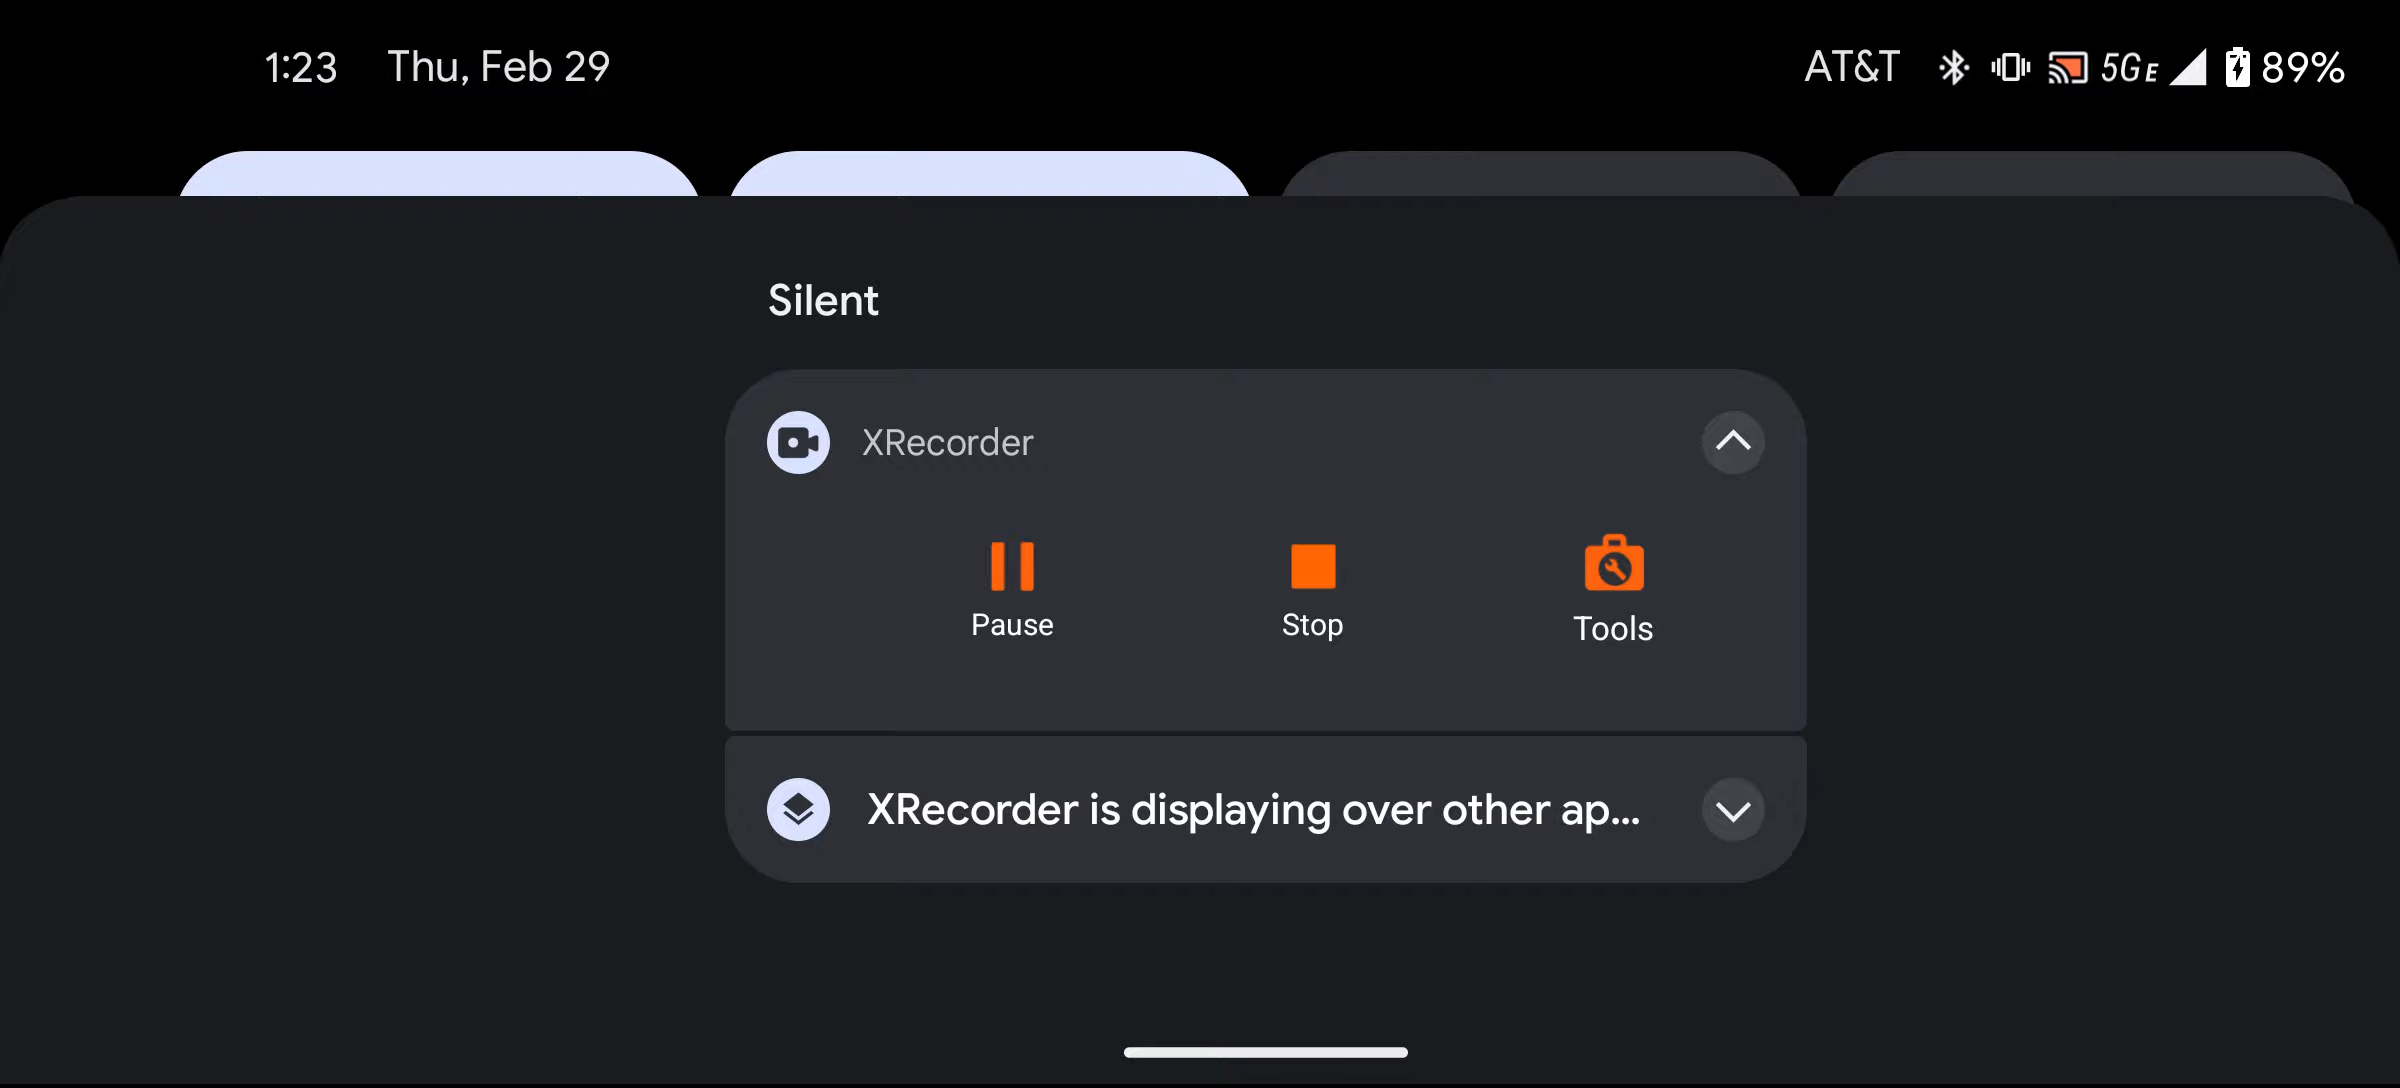 1:23 Thu, Feb 29 AT&T 5GE 89%
Silent
XRecorder
Pause Stop Tools
XRecorder is displaying over other ap...